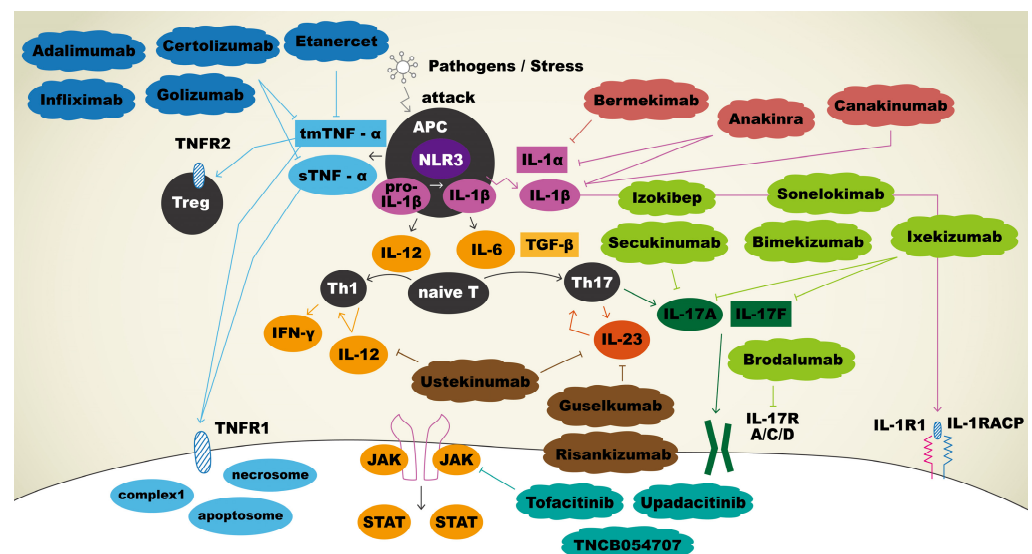 Adalimumab
Certolizumab
Etanercet
Infliximab
Golizumab
Pathogens / Stress
attack
APC
NLR3
pro-
IL-1β
IL-1β
tmTNF - α
sTNF - α
TNFR2
Treg
Bermekimab
Anakinra
Canakinumab
IL-1α
IL-1β
Izokibep
Sonelokimab
Secukinumab
Bimekizumab
Ixekizumab
IL-12
IL-6
TGF-β
Th1
naive T
Th17
IL-17A
IL-17F
IFN-γ
IL-12
IL-23
Brodalumab
Ustekinumab
Guselkumab
Risankizumab
IL-17R
A/C/D
IL-1R1
IL-1RACP
TNFR1
necrosome
complex1
apoptosome
JAK
JAK
STAT
STAT
Tofacitinib
Upadacitinib
TNCB054707